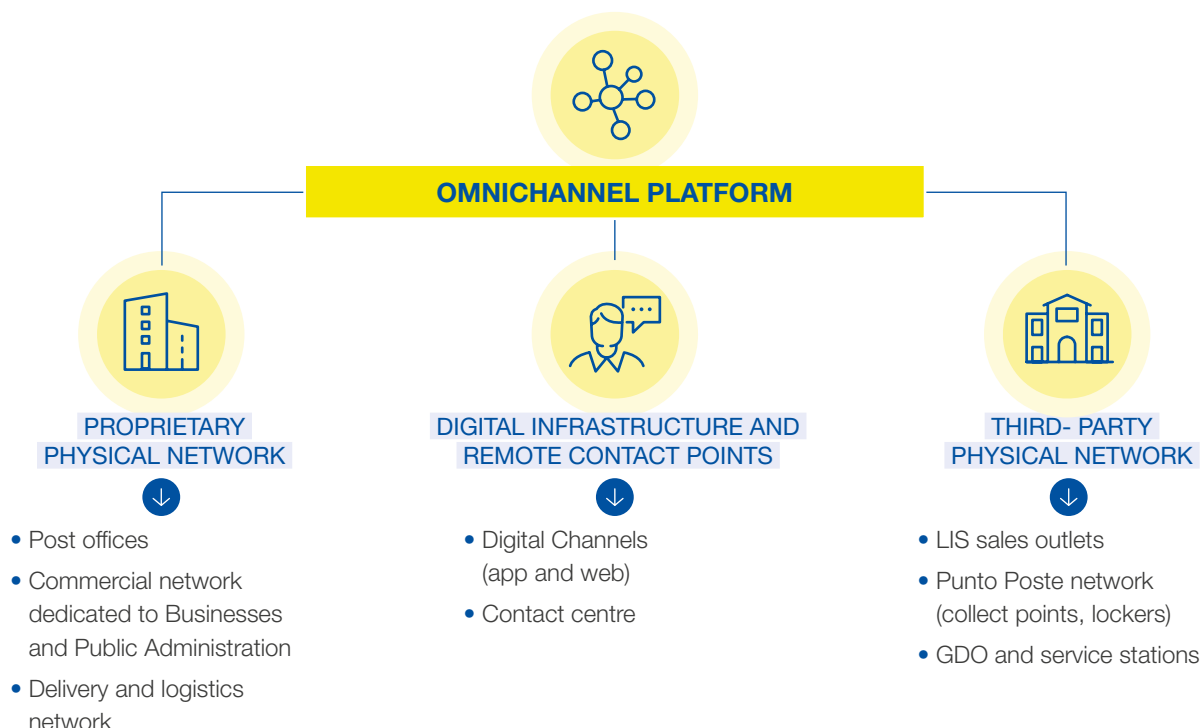 OMNICHANNEL PLATFORM
PROPRIETARY
PHYSICAL NETWORK
• Post offices
• Commercial network
dedicated to Businesses
and Public Administration
• Delivery and logistics
network
DIGITAL INFRASTRUCTURE AND
REMOTE CONTACT POINTS
• Digital Channels
(app and web)
• Contact centre
THIRD- PARTY
PHYSICAL NETWORK
• LIS sales outlets
• Punto Poste network
(collect points, lockers)
• GDO and service stations